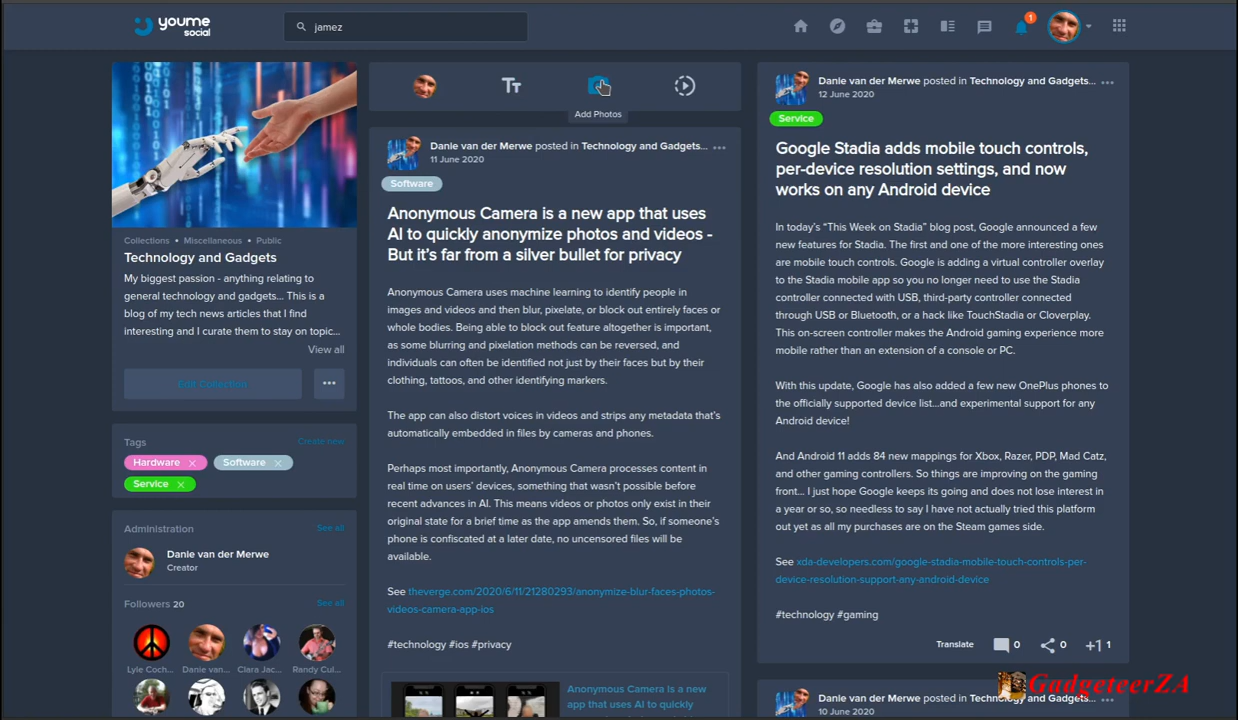 youme
social
jamez
1
Collections • Miscellaneous • Public
Technology and Gadgets
My biggest passion - anything relating to
general technology and gadgets... This is a
blog of my tech news articles that I find
interesting and I curate them to stay on topic...
View all
Edit Collection
Tags
Create new
Hardware ×
Software ×
Service ×
Administration
See all
Danie van der Merwe
Creator
Followers 20
See all
Lyle Coch...
Danie van...
Clara Jac...
Randy Cul...
Tt
Add Photos
Danie van der Merwe posted in Technology and Gadgets...
11 June 2020
Software
Anonymous Camera is a new app that uses
AI to quickly anonymize photos and videos -
But it's far from a silver bullet for privacy
Anonymous Camera uses machine learning to identify people in
images and videos and then blur, pixelate, or block out entirely faces or
whole bodies. Being able to block out feature altogether is important,
as some blurring and pixelation methods can be reversed, and
individuals can often be identified not just by their faces but by their
clothing, tattoos, and other identifying markers.
The app can also distort voices in videos and strips any metadata that's
automatically embedded in files by cameras and phones.
Perhaps most importantly, Anonymous Camera processes content in
real time on users' devices, something that wasn't possible before
recent advances in AI. This means videos or photos only exist in their
original state for a brief time as the app amends them. So, if someone's
phone is confiscated at a later date, no uncensored files will be
available.
See theverge.com/2020/6/11/21280293/anonymize-blur-faces-photos-
videos-camera-app-ios
#technology #ios #privacy
Anonymous Camera is a new
app that uses AI to quickly
Danie van der Merwe posted in Technology and Gadgets...
12 June 2020
Service
Google Stadia adds mobile touch controls,
per-device resolution settings, and now
works on any Android device
In today's “This Week on Stadia” blog post, Google announced a few
new features for Stadia. The first and one of the more interesting ones
are mobile touch controls. Google is adding a virtual controller overlay
to the Stadia mobile app so you no longer need to use the Stadia
controller connected with USB, third-party controller connected
through USB or Bluetooth, or a hack like TouchStadia or Cloverplay.
This on-screen controller makes the Android gaming experience more
mobile rather than an extension of a console or PC.
With this update, Google has also added a few new OnePlus phones to
the officially supported device list...and experimental support for any
Android device!
And Android 11 adds 84 new mappings for Xbox, Razer, PDP, Mad Catz,
and other gaming controllers. So things are improving on the gaming
front... I just hope Google keeps its going and does not lose interest in
a year or so, so needless to say I have not actually tried this platform
out yet as all my purchases are on the Steam games side.
See xda-developers.com/google-stadia-mobile-touch-controls-per-
device-resolution-support-any-android-device
#technology #gaming
Translate 0 0 +1 1
GadgeteerZA
Danie van der Merwe posted in Technology and Gadgets...
10 June 2020